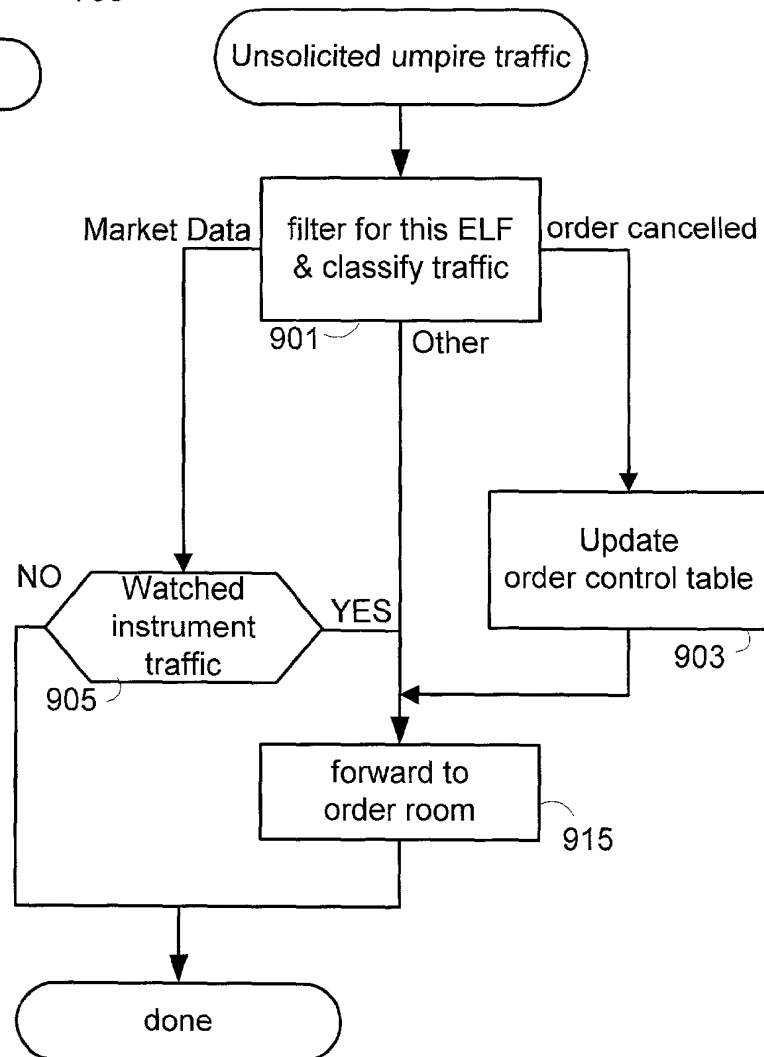 Unsolicited umpire traffic
Market Data
filter for this ELF
& classify traffic
order cancelled
901
Other
NO
Watched
instrument
traffic
YES
905
Update
order control table
903
forward to
order room
915
done